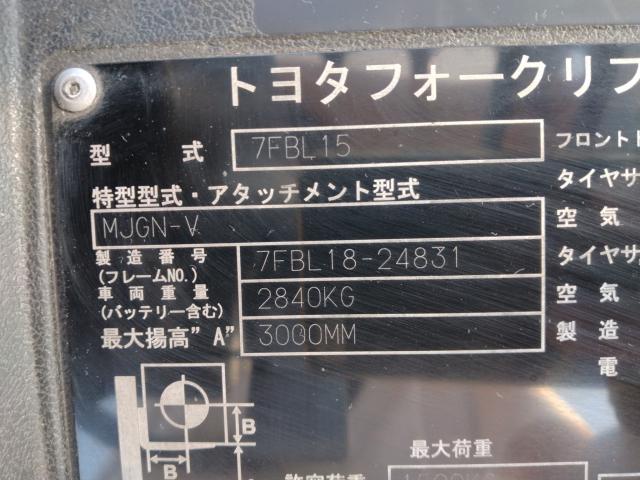 トヨタフォークリフ
型 式 7FBL15 フロント
特型型式・アタッチメント型式 タイヤサ
MJGN-V 空気
製造番号 (フレームNO.) 7FBL18-24831 タイヤサ
車両重量 (バッテリー含む) 2840KG 空気
最大揚高”A” 3000MM 製造
電
B
B
最大荷重
許容荷重